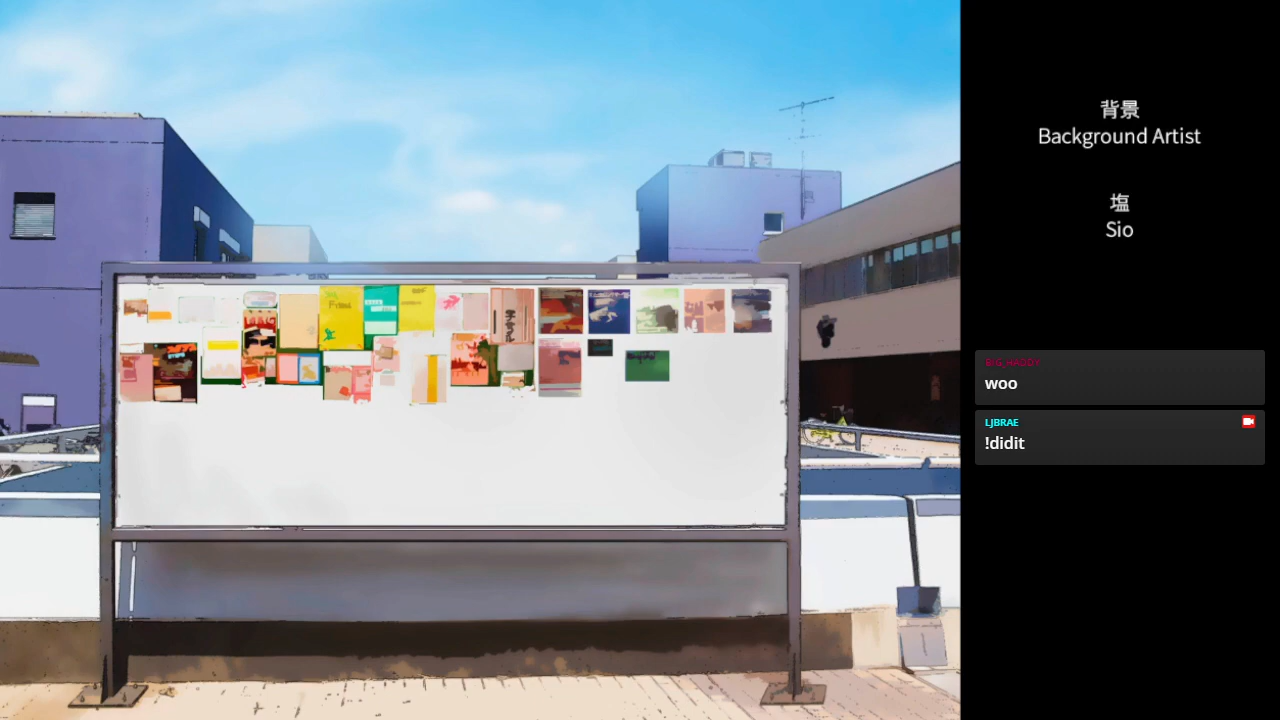 背景
Background Artist
塩
Sio
BIG_HADDY
woo
LJBRAE
!didit